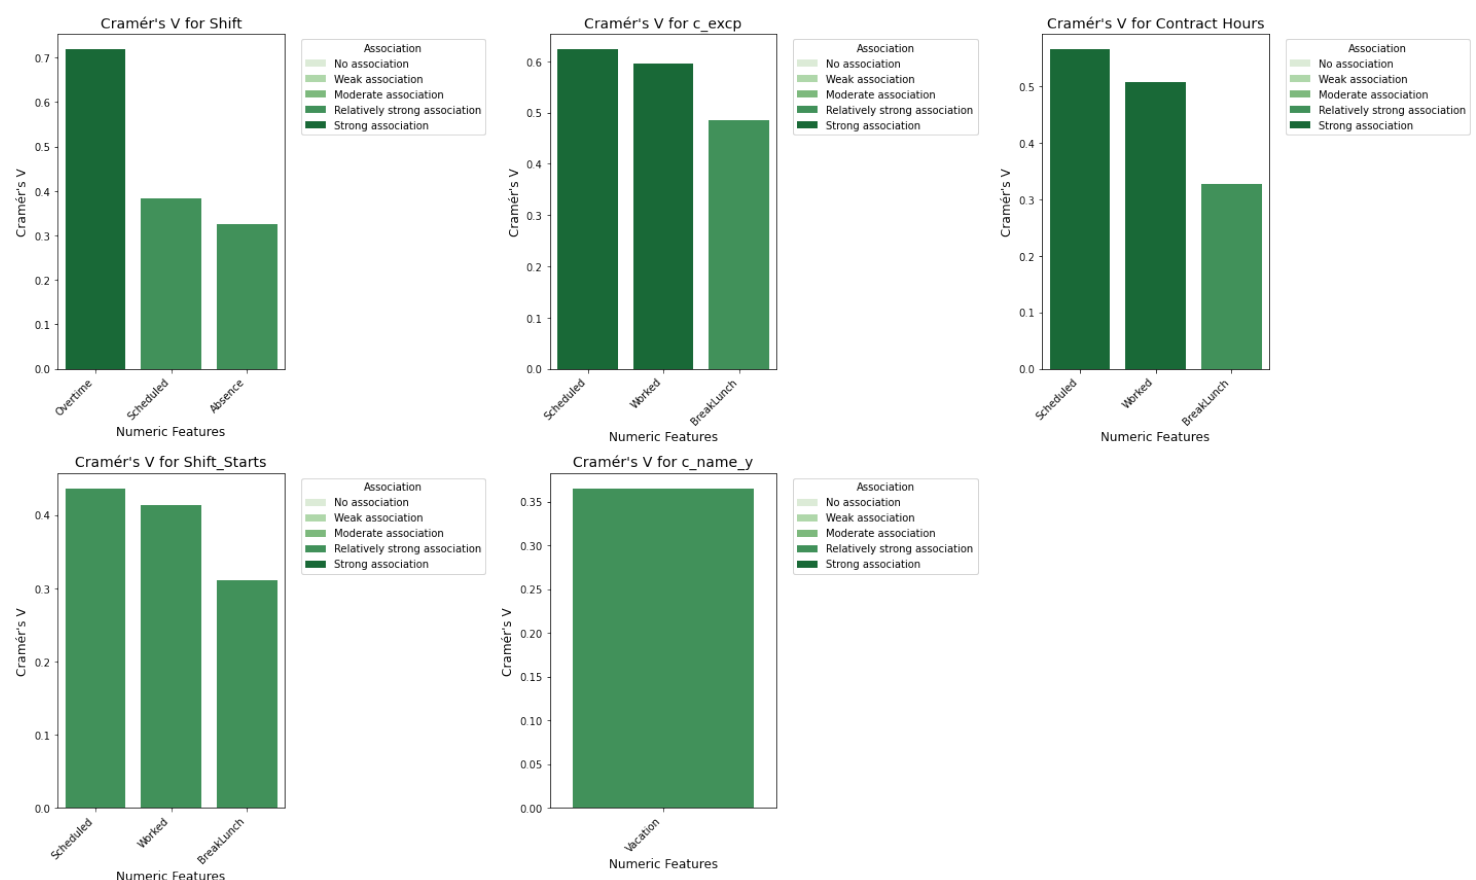 Cramér's V for Shift
Cramér's V
0.7
0.6
0.5
0.4
0.3
0.2
0.1
0.0
Overtime
Scheduled
Absence
Numeric Features
Association
No association
Weak association
Moderate association
Relatively strong association
Strong association
Cramér's V for c_excp
Cramér's V
0.6
0.5
0.4
0.3
0.2
0.1
0.0
Scheduled
Worked
BreakLunch
Numeric Features
Association
No association
Weak association
Moderate association
Relatively strong association
Strong association
Cramér's V for Contract Hours
Cramér's V
0.5
0.4
0.3
0.2
0.1
0.0
Scheduled
Worked
BreakLunch
Numeric Features
Association
No association
Weak association
Moderate association
Relatively strong association
Strong association
Cramér's V for Shift_Starts
Cramér's V
0.4
0.3
0.2
0.1
0.0
Scheduled
Worked
BreakLunch
Numeric Features
Association
No association
Weak association
Moderate association
Relatively strong association
Strong association
Cramér's V for c_name_y
Cramér's V
0.35
0.30
0.25
0.20
0.15
0.10
0.05
0.00
Vacation
Numeric Features
Association
No association
Weak association
Moderate association
Relatively strong association
Strong association